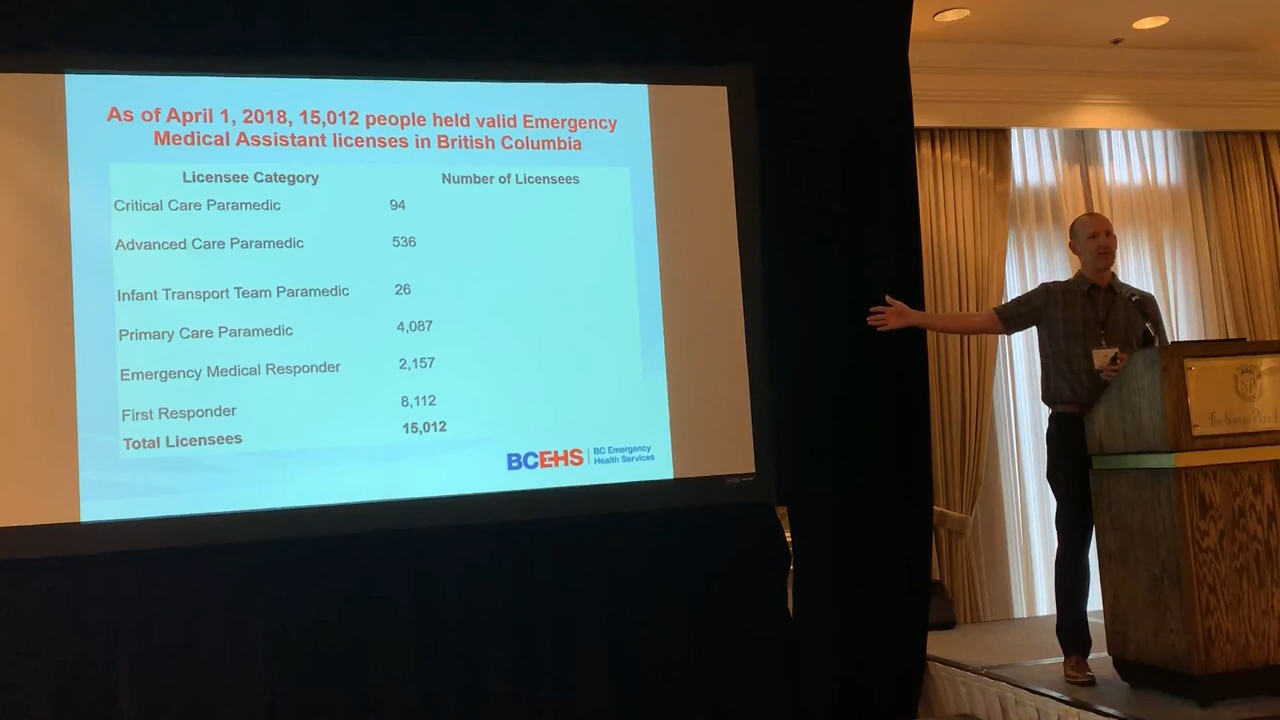 As of April 1, 2018, 15,012 people held valid Emergency
Medical Assistant licenses in British Columbia
Licensee Category Number of Licensees
Critical Care Paramedic 94
Advanced Care Paramedic 536
Infant Transport Team Paramedic 26
Primary Care Paramedic 4,087
Emergency Medical Responder 2,157
First Responder 8,112
Total Licensees 15,012
BCEHS BC Emergency
Health Services